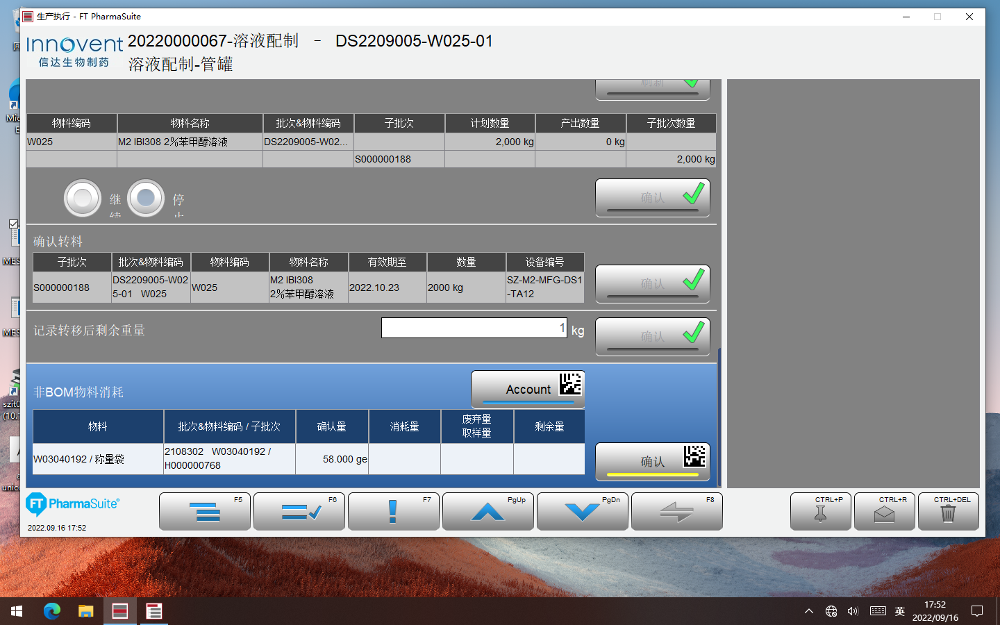 生产执行 - FT PharmaSuite
Innovent
信达生物制药
20220000067-溶液配制 - DS2209005-W025-01
溶液配制-管罐
刷新
物料编码 物料名称 批次&物料编码 子批次 计划数量 产出数量 子批次数量
W025 M2 IBI308 2%苯甲醇溶液 DS2209005-W02... 2,000 kg 0 kg
S000000188 2,000 kg
继续 停止 确认
确认转料
子批次 批次&物料编码 物料编码 物料名称 有效期至 数量 设备编号
S000000188 DS2209005-W02 W025 M2 IBI308 2022.10.23 2000 kg SZ-M2-MFG-DS1 确认
5-01 W025 2%苯甲醇溶液 -TA12
记录转移后剩余重量 1 kg 确认
非BOM物料消耗 Account
物料 批次&物料编码 / 子批次 确认量 消耗量 废弃量 剩余量
取样量
W03040192 / 称量袋 2108302 W03040192 / 58.000 ge 确认
H000000768
FT PharmaSuite
F5 F6 F7 PgUp PgDn F8 CTRL+P CTRL+R CTRL+DEL
2022.09.16 17:52
英 17:52
2022/09/16
MES
MES
(10.
unic